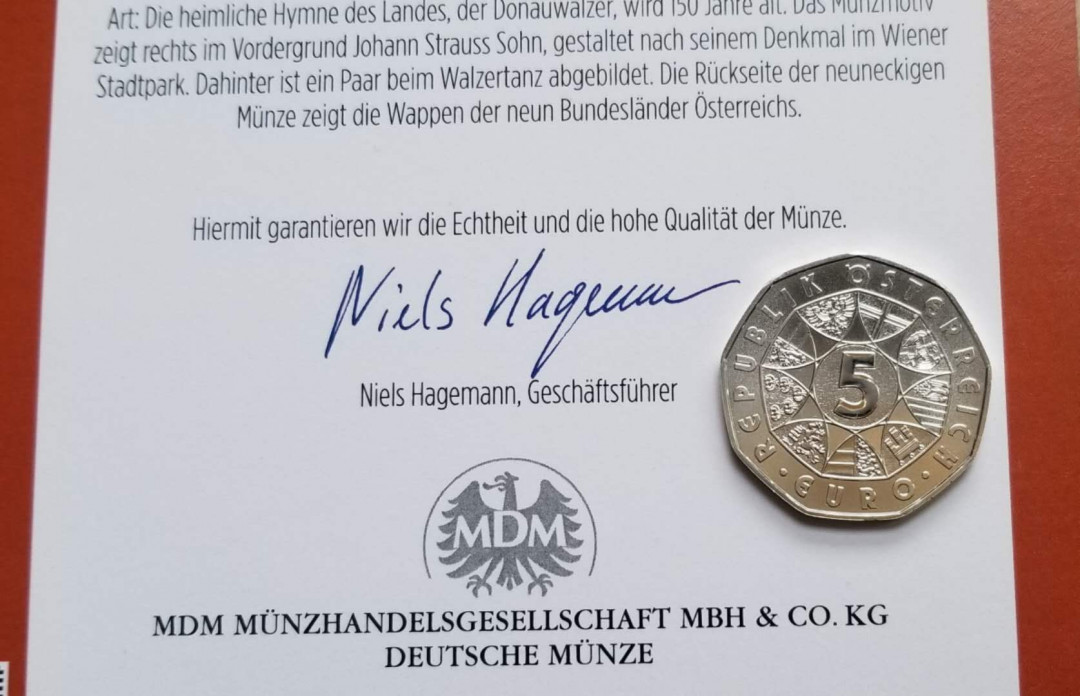 Art: Die heimliche Hymne des Landes, der Donauwalzer, wird 150 Jahre alt. Das Münzmotiv
zeigt rechts im Vordergrund Johann Strauss Sohn, gestaltet nach seinem Denkmal im Wiener
Stadtpark. Dahinter ist ein Paar beim Walzertanz abgebildet. Die Rückseite der neuneckigen
Münze zeigt die Wappen der neun Bundesländer Österreichs.
Hiermit garantieren wir die Echtheit und die hohe Qualität der Münze.
Niels Hagemann
Niels Hagemann, Geschäftsführer
REPUBLIK ÖSTERREICH
5
· EURO ·
MDM
MDM MÜNZHANDELSGESELLSCHAFT MBH & CO. KG
DEUTSCHE MÜNZE